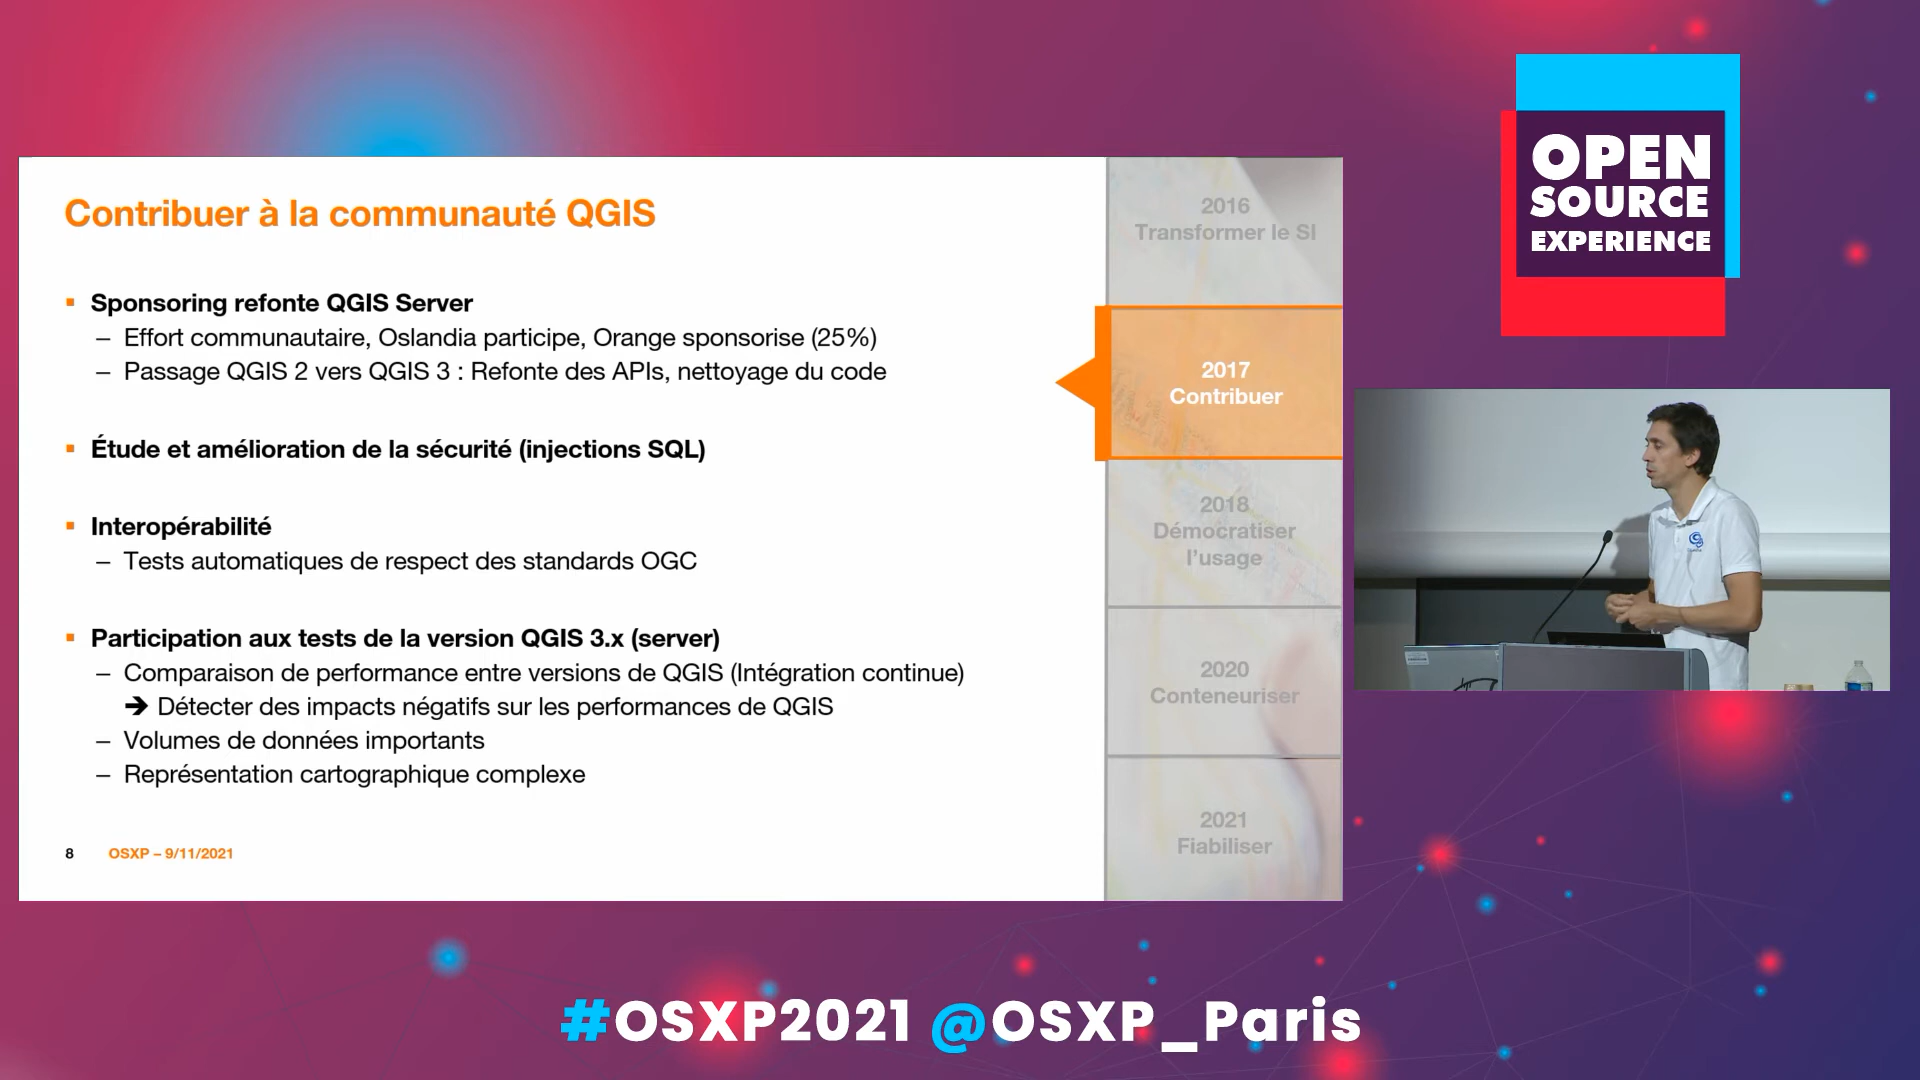 Contribuer à la communauté QGIS
▪ Sponsoring refonte QGIS Server
– Effort communautaire, Oslandia participe, Orange sponsorise (25%)
– Passage QGIS 2 vers QGIS 3 : Refonte des APIs, nettoyage du code
▪ Étude et amélioration de la sécurité (injections SQL)
▪ Interopérabilité
– Tests automatiques de respect des standards OGC
▪ Participation aux tests de la version QGIS 3.x (server)
– Comparaison de performance entre versions de QGIS (Intégration continue)
➔ Détecter des impacts négatifs sur les performances de QGIS
– Volumes de données importants
– Représentation cartographique complexe
8 OSXP – 9/11/2021
2016
Transformer le SI
2017
Contribuer
2018
Démocratiser
l’usage
2020
Conteneuriser
2021
Fiabiliser
OPEN
SOURCE
EXPERIENCE
#OSXP2021 @OSXP_Paris